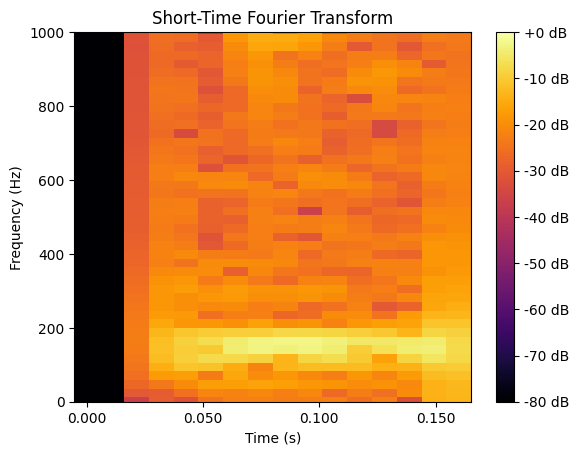 Short-Time Fourier Transform
1000
800
600
400
200
0
Frequency (Hz)
0.000
0.050
0.100
0.150
Time (s)
+0 dB
-10 dB
-20 dB
-30 dB
-40 dB
-50 dB
-60 dB
-70 dB
-80 dB